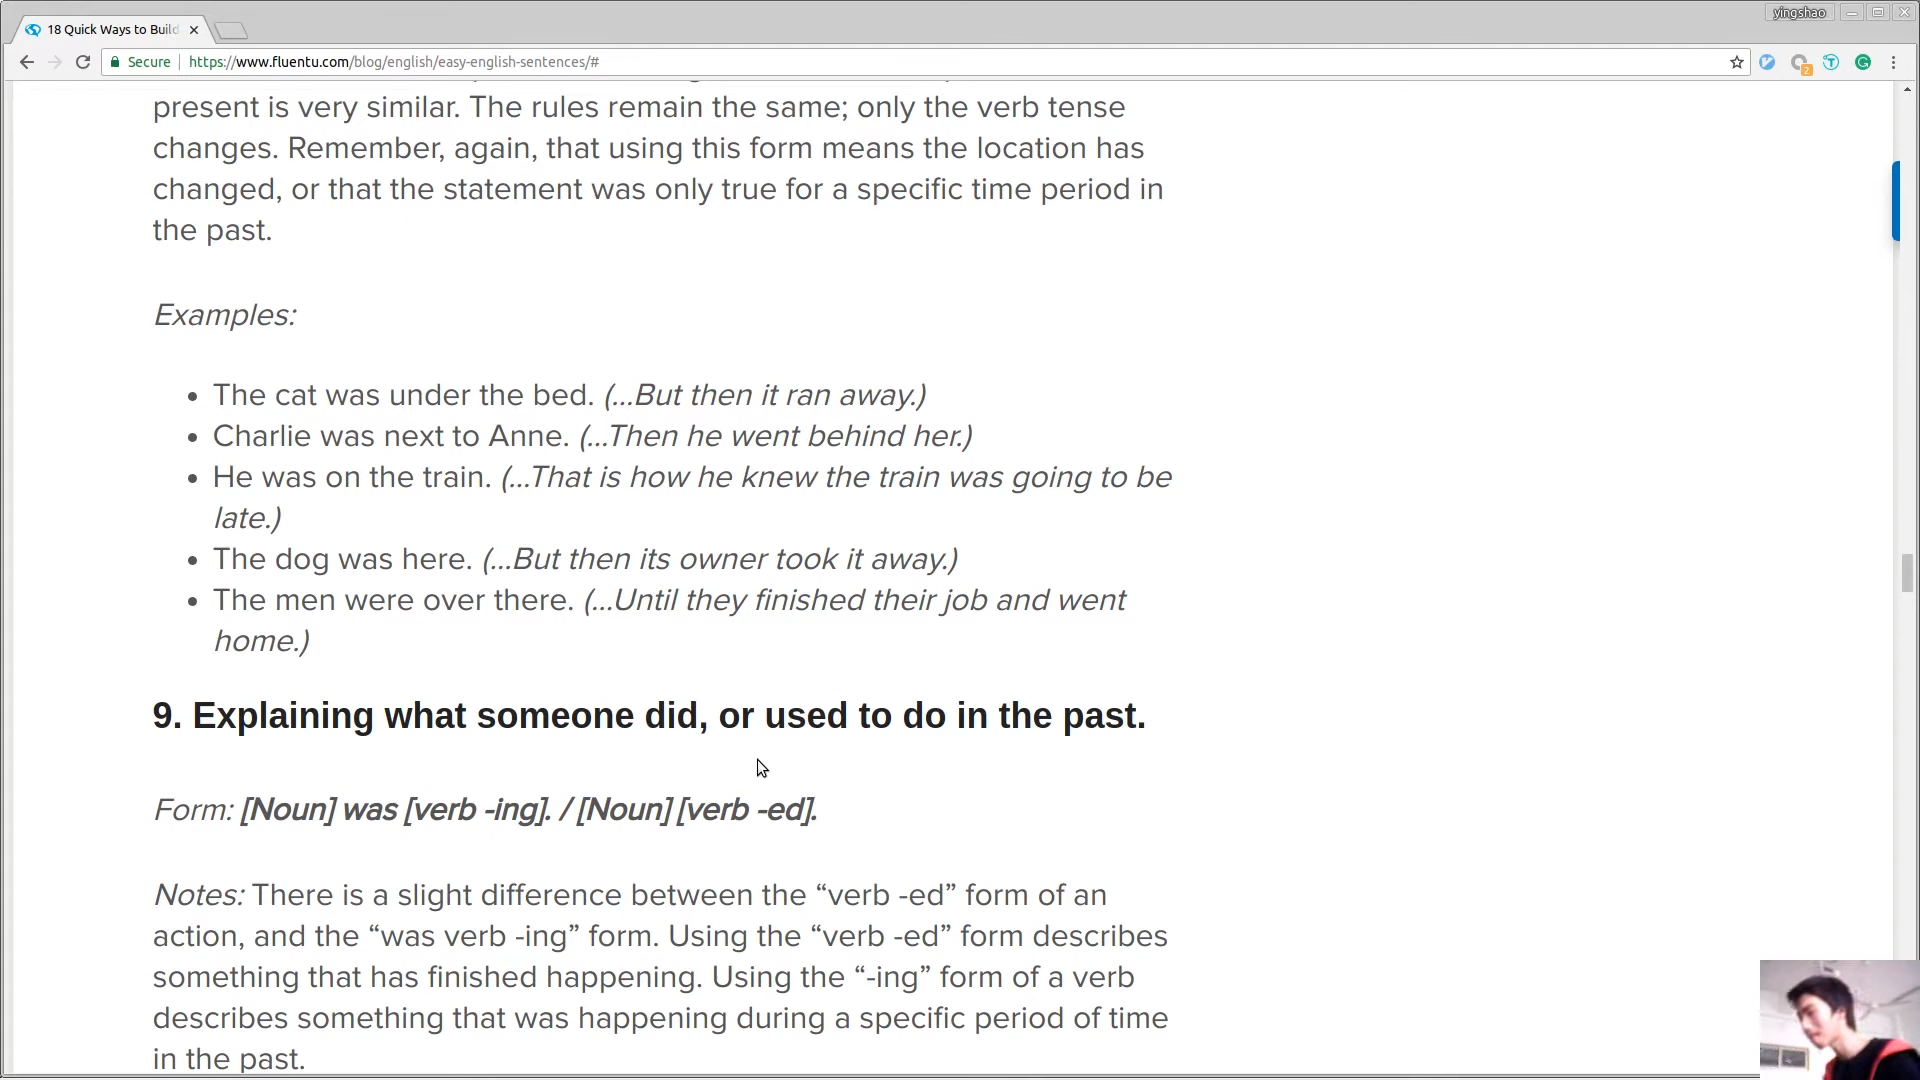 yingshao
18 Quick Ways to Build
Secure https://www.fluentu.com/blog/english/easy-english-sentences/#
2
present is very similar. The rules remain the same; only the verb tense
changes. Remember, again, that using this form means the location has
changed, or that the statement was only true for a specific time period in
the past.
Examples:
• The cat was under the bed. (…But then it ran away.)
• Charlie was next to Anne. (…Then he went behind her.)
• He was on the train. (…That is how he knew the train was going to be
late.)
• The dog was here. (…But then its owner took it away.)
• The men were over there. (…Until they finished their job and went
home.)
9. Explaining what someone did, or used to do in the past.
Form: [Noun] was [verb -ing]. / [Noun] [verb -ed].
Notes: There is a slight difference between the “verb -ed” form of an
action, and the “was verb -ing” form. Using the “verb -ed” form describes
something that has finished happening. Using the “-ing” form of a verb
describes something that was happening during a specific period of time
in the past.